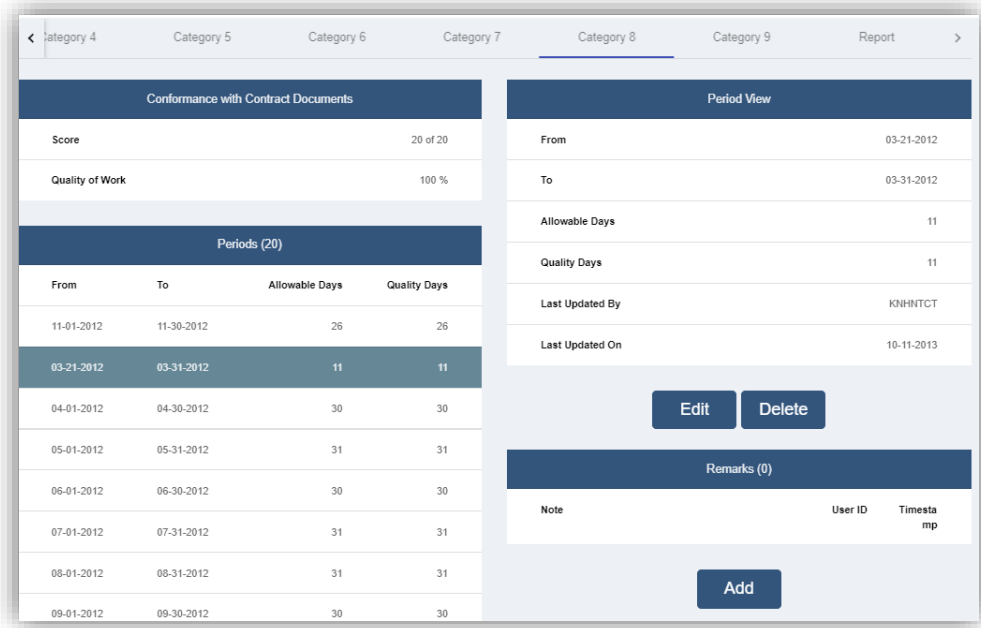 ategory 4 Category 5 Category 6 Category 7 Category 8 Category 9 Report
Conformance with Contract Documents
Score 20 of 20
Quality of Work 100 %
Periods (20)
From To Allowable Days Quality Days
11-01-2012 11-30-2012 26 26
03-21-2012 03-31-2012 11 11
04-01-2012 04-30-2012 30 30
05-01-2012 05-31-2012 31 31
06-01-2012 06-30-2012 30 30
07-01-2012 07-31-2012 31 31
08-01-2012 08-31-2012 31 31
09-01-2012 09-30-2012 30 30
Period View
From 03-21-2012
To 03-31-2012
Allowable Days 11
Quality Days 11
Last Updated By KNHNTCT
Last Updated On 10-11-2013
Edit Delete
Remarks (0)
Note User ID Timesta
mp
Add